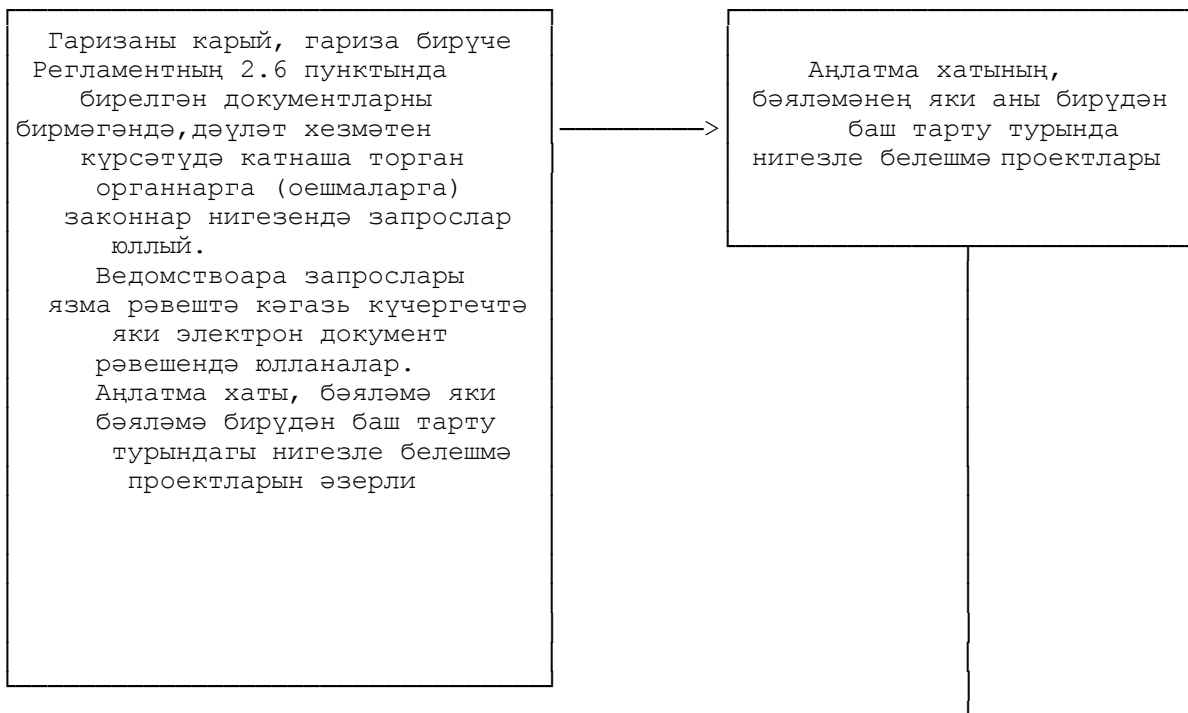 Гаризаны карый, гариза бирүче
Регламентның 2.6 пунктында
бирелгән документларны
бирмәгәндә,дәүләт хезмәтен
күрсәтүдә катнаша торган
органнарга (оешмаларга)
законнар нигезендә запрослар
юллый.
Ведомствоара запрослары
язма рәвештә кәгазь күчергечтә
яки электрон документ
рәвешендә юлланалар.
Аңлатма хаты, бәяләмә яки
бәяләмә бирүдән баш тарту
турындагы нигезле белешмә
проектларын әзерли
Аңлатма хатының,
бәяләмәнең яки аны бирүдән
баш тарту турында
нигезле белешмә проектлары